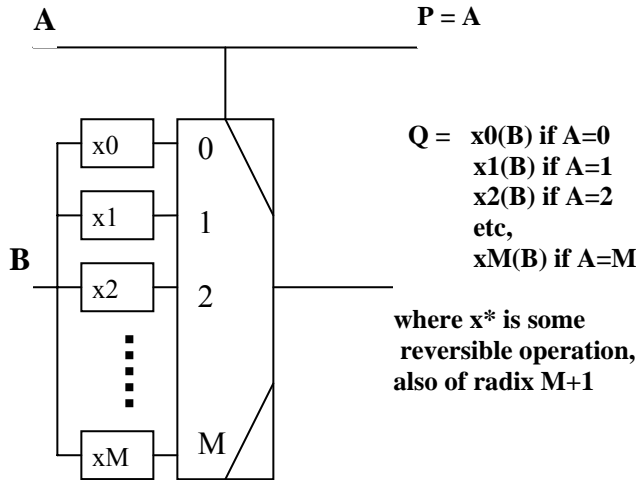 A
P = A
x0
0
x1
1
B
x2
2
xM
M
Q = x0(B) if A=0
x1(B) if A=1
x2(B) if A=2
etc,
xM(B) if A=M
where x* is some
reversible operation,
also of radix M+1